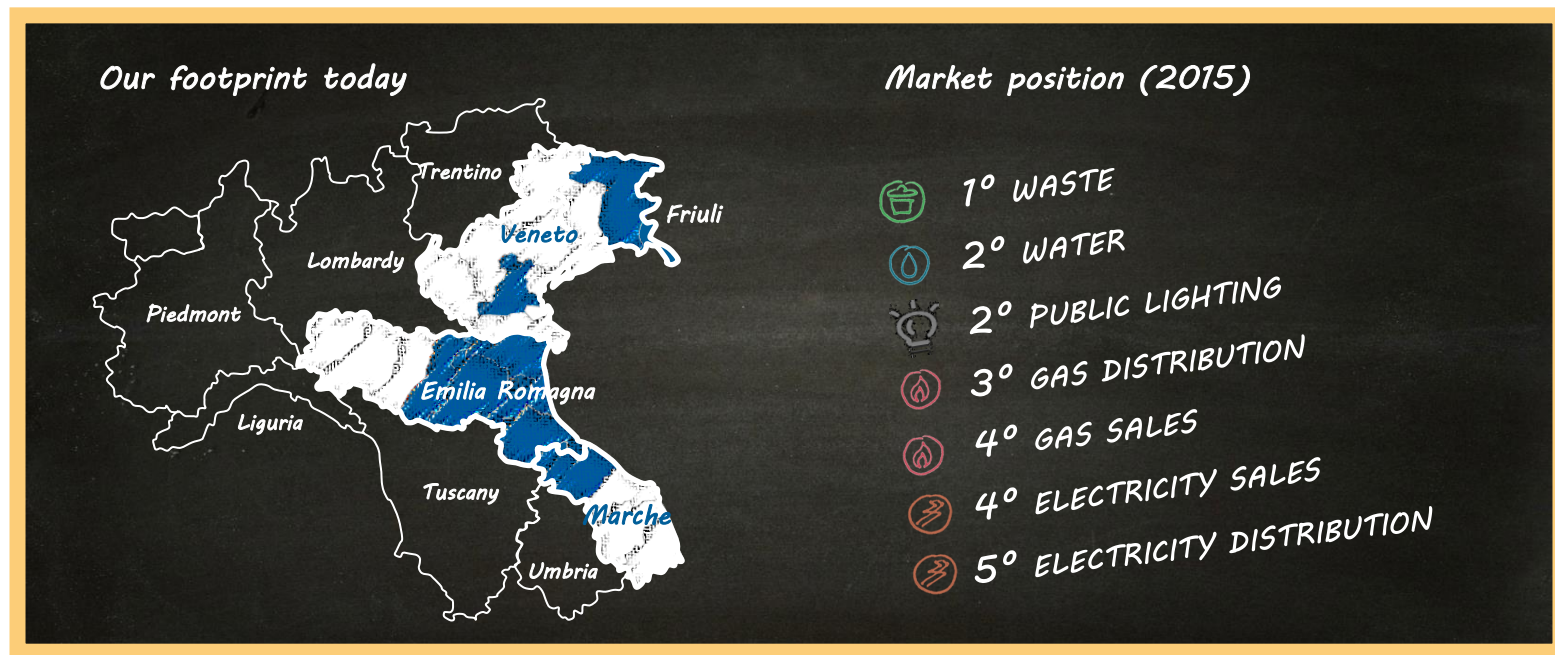 Our footprint today
Trentino
Friuli
Veneto
Lombardy
Piedmont
Emilia Romagna
Liguria
Tuscany
Marche
Umbria
Market position (2015)
1° WASTE
2° WATER
2° PUBLIC LIGHTING
3° GAS DISTRIBUTION
4° GAS SALES
4° ELECTRICITY SALES
5° ELECTRICITY DISTRIBUTION